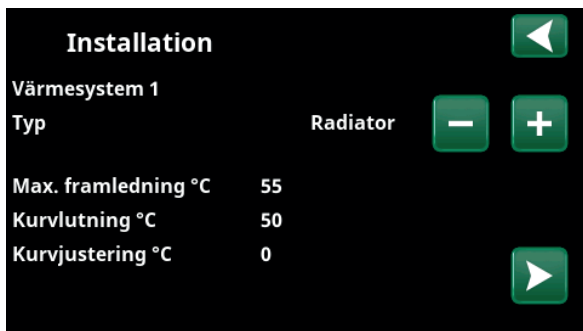 Installation
Värmesystem 1
Typ Radiator
Max. framledning °C 55
Kurvlutning °C 50
Kurvjustering °C 0